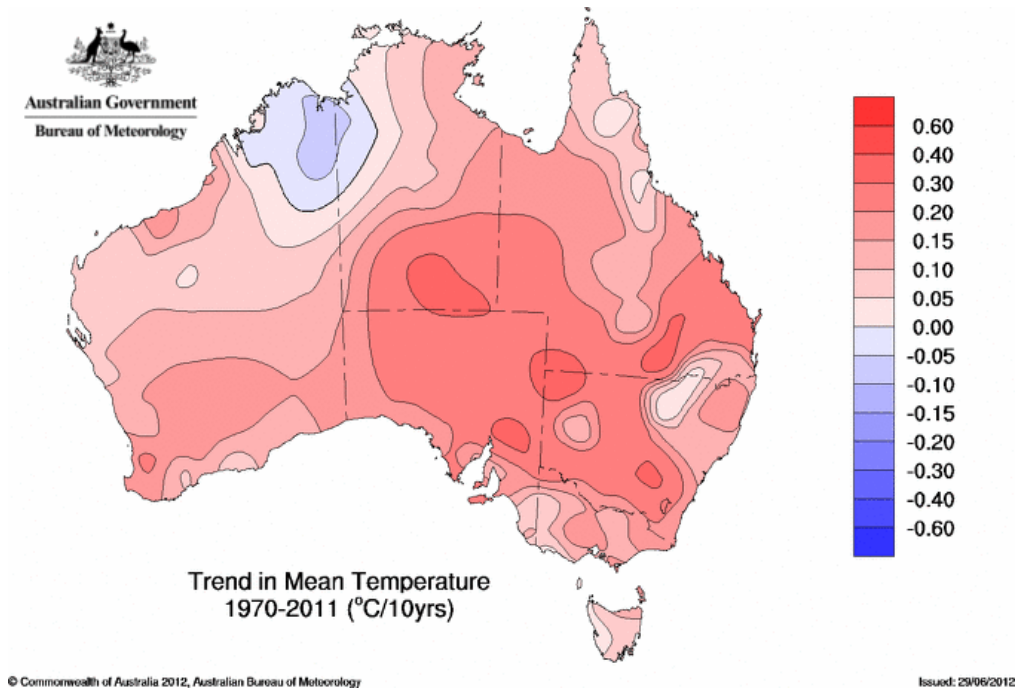 Australian Government
Bureau of Meteorology
0.60
0.40
0.30
0.20
0.15
0.10
0.05
0.00
-0.05
-0.10
-0.15
-0.20
-0.30
-0.40
-0.60
Trend in Mean Temperature
1970-2011 (°C/10yrs)
© Commonwealth of Australia 2012, Australian Bureau of Meteorology
Issued: 29/06/2012